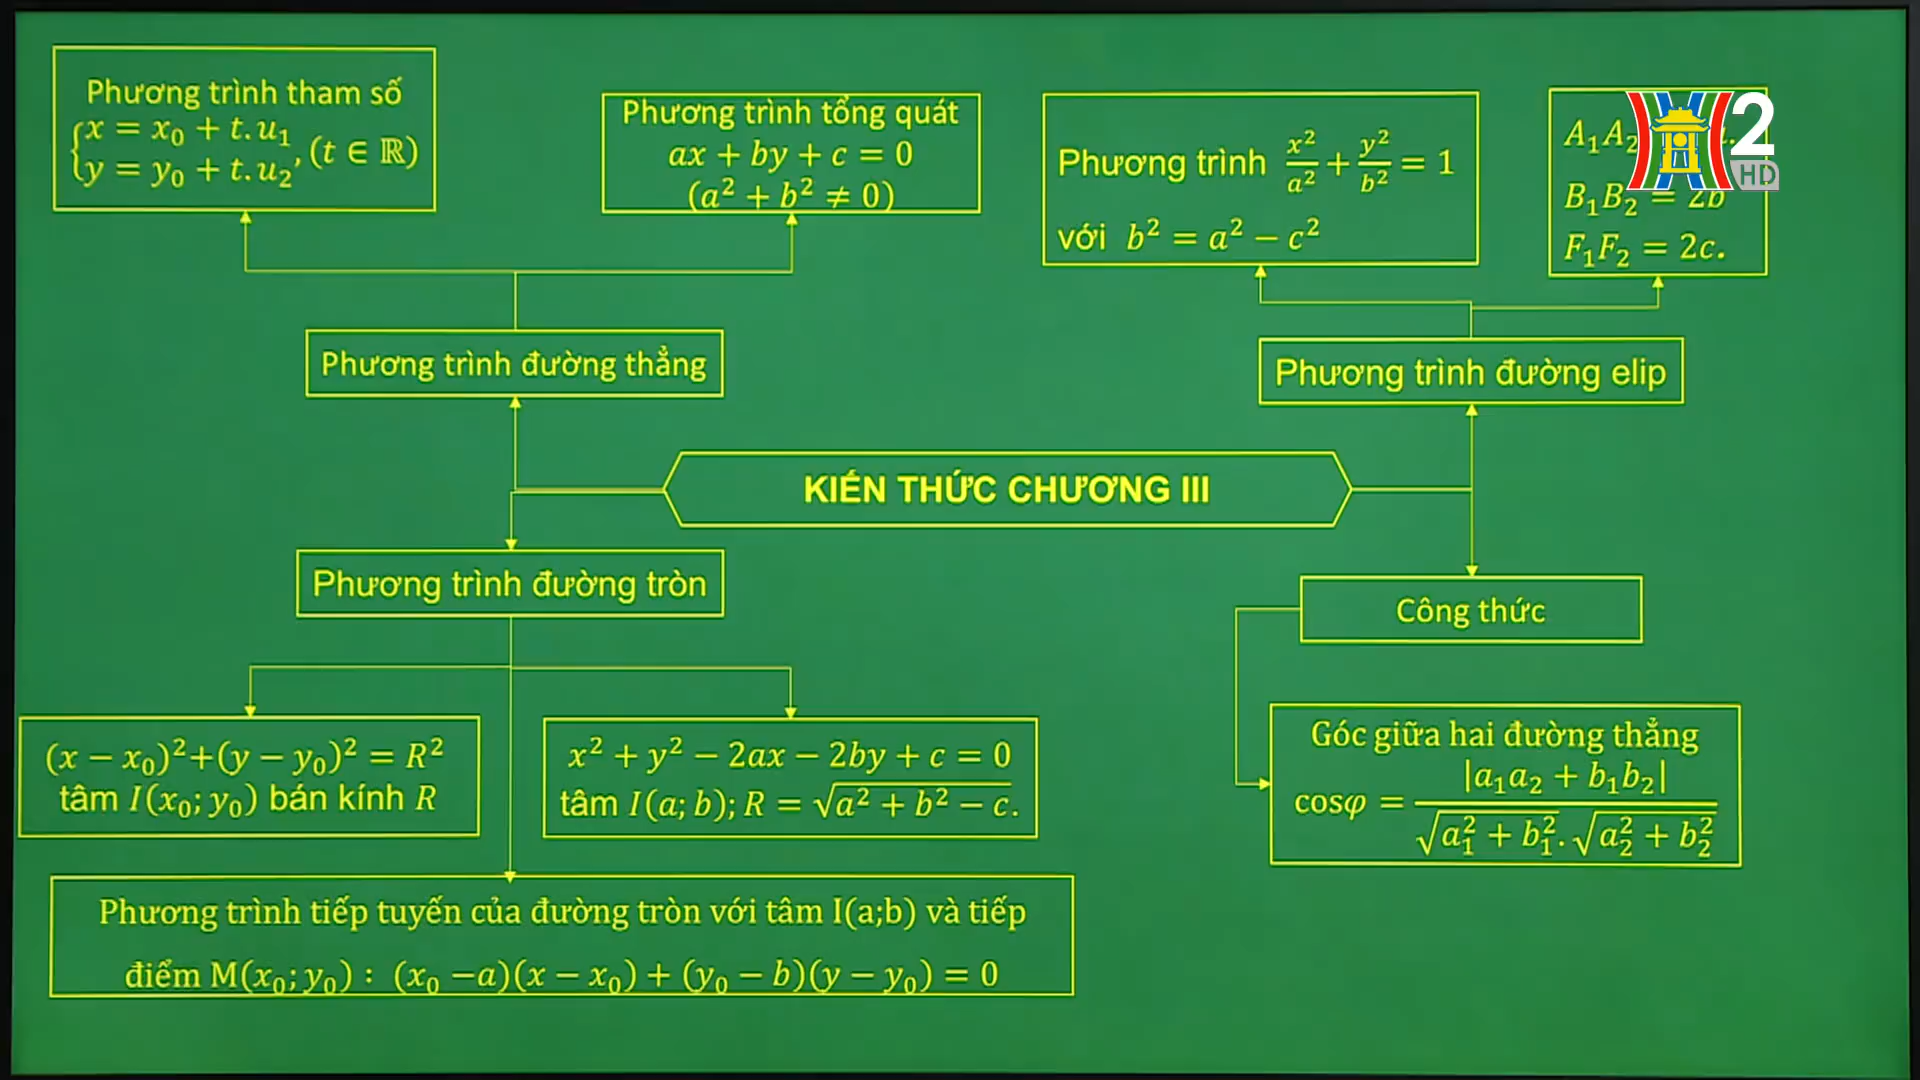 Phương trình tham số
{x = x₀ + t.u₁
{y = y₀ + t.u₂, (t ∈ ℝ)
Phương trình tổng quát
ax + by + c = 0
(a² + b² ≠ 0)
Phương trình x²/a² + y²/b² = 1
với b² = a² − c²
A₁A₂
B₁B₂ = 2b
F₁F₂ = 2c.
2
HD
Phương trình đường thẳng
Phương trình đường elip
KIẾN THỨC CHƯƠNG III
Phương trình đường tròn
Công thức
(x − x₀)²+(y − y₀)² = R²
tâm I(x₀; y₀) bán kính R
x² + y² − 2ax − 2by + c = 0
tâm I(a; b); R = √(a² + b² − c).
Góc giữa hai đường thẳng
cosφ = |a₁a₂ + b₁b₂| / √(a₁² + b₁²).√(a₂² + b₂²)
Phương trình tiếp tuyến của đường tròn với tâm I(a;b) và tiếp
điểm M(x₀; y₀) : (x₀ −a)(x − x₀) + (y₀ − b)(y − y₀) = 0